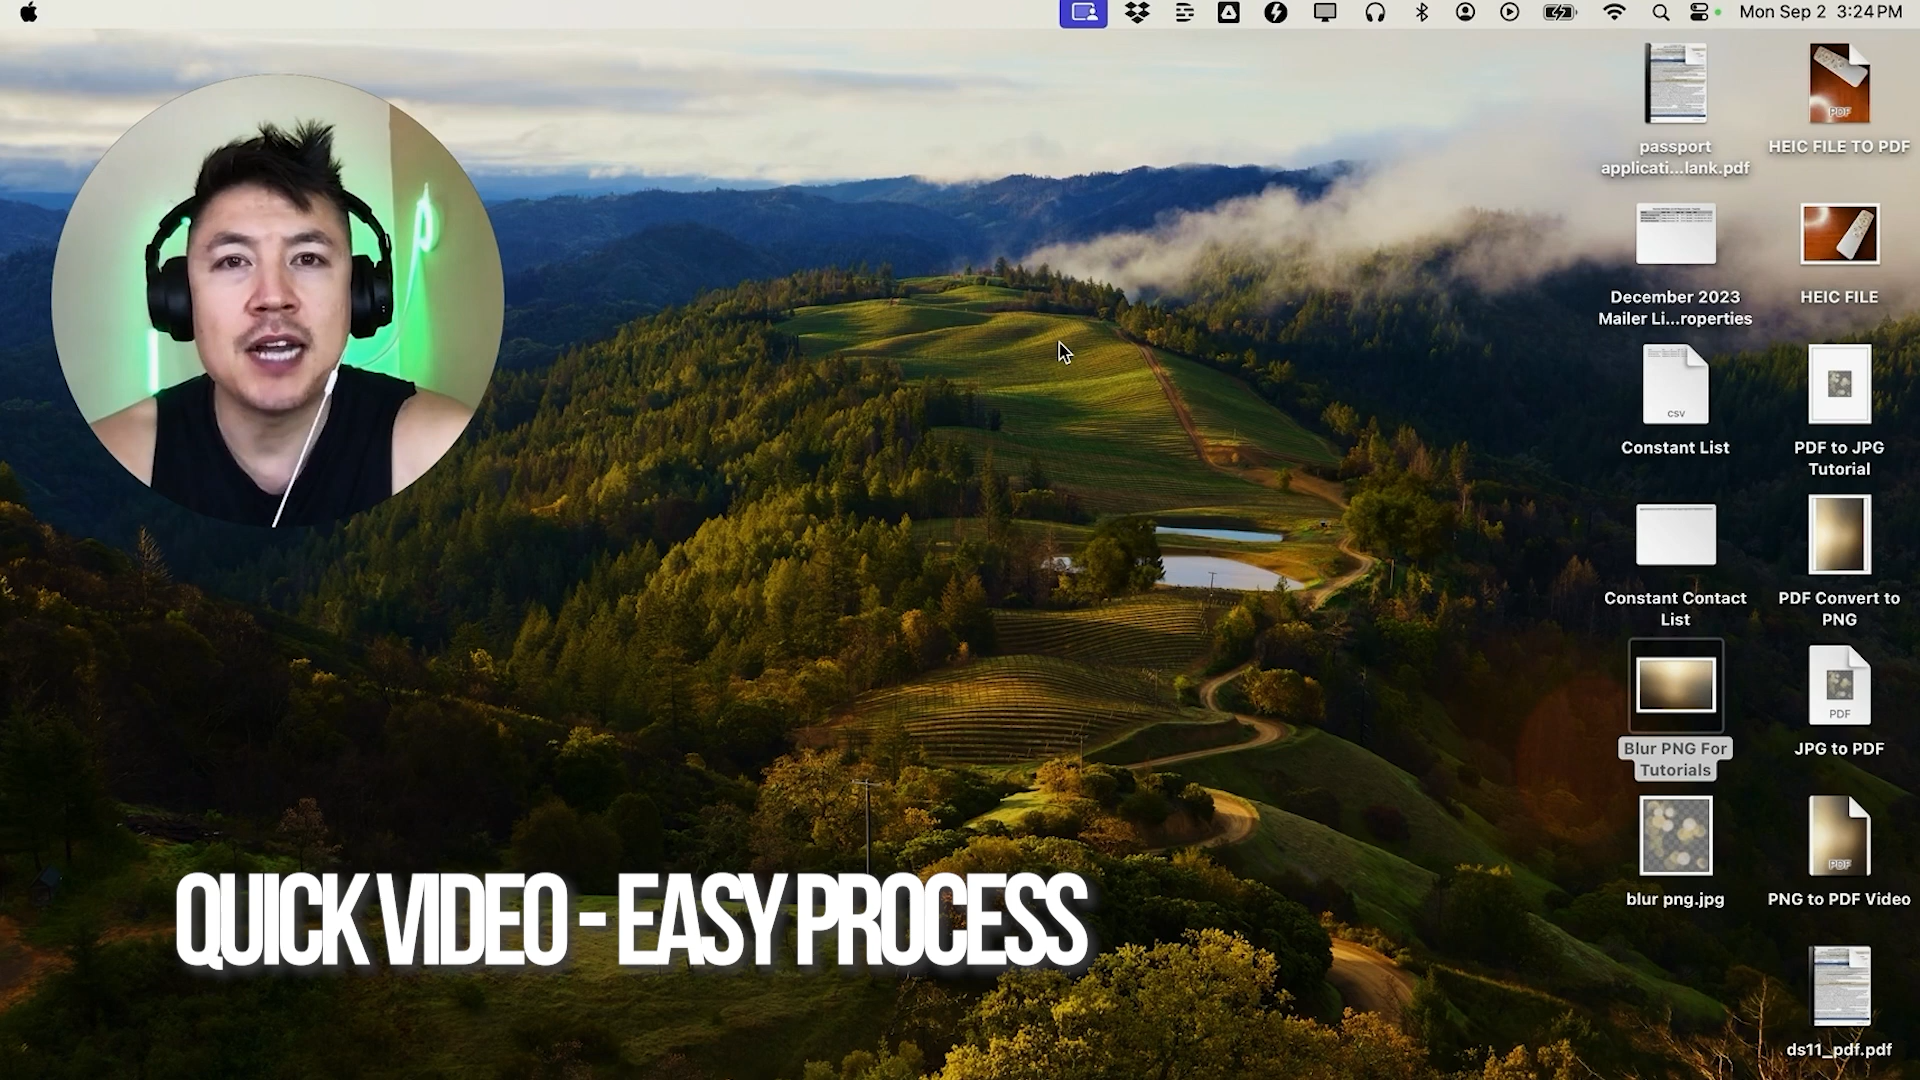 Mon Sep 2 3:24 PM
passport
applicati...lank.pdf
PDF
HEIC FILE TO PDF
December 2023
Mailer Li...roperties
HEIC FILE
CSV
Constant List
PDF to JPG
Tutorial
Constant Contact
List
PDF Convert to
PNG
Blur PNG For
Tutorials
PDF
JPG to PDF
blur png.jpg
PDF
PNG to PDF Video
ds11_pdf.pdf
QUICK VIDEO - EASY PROCESS